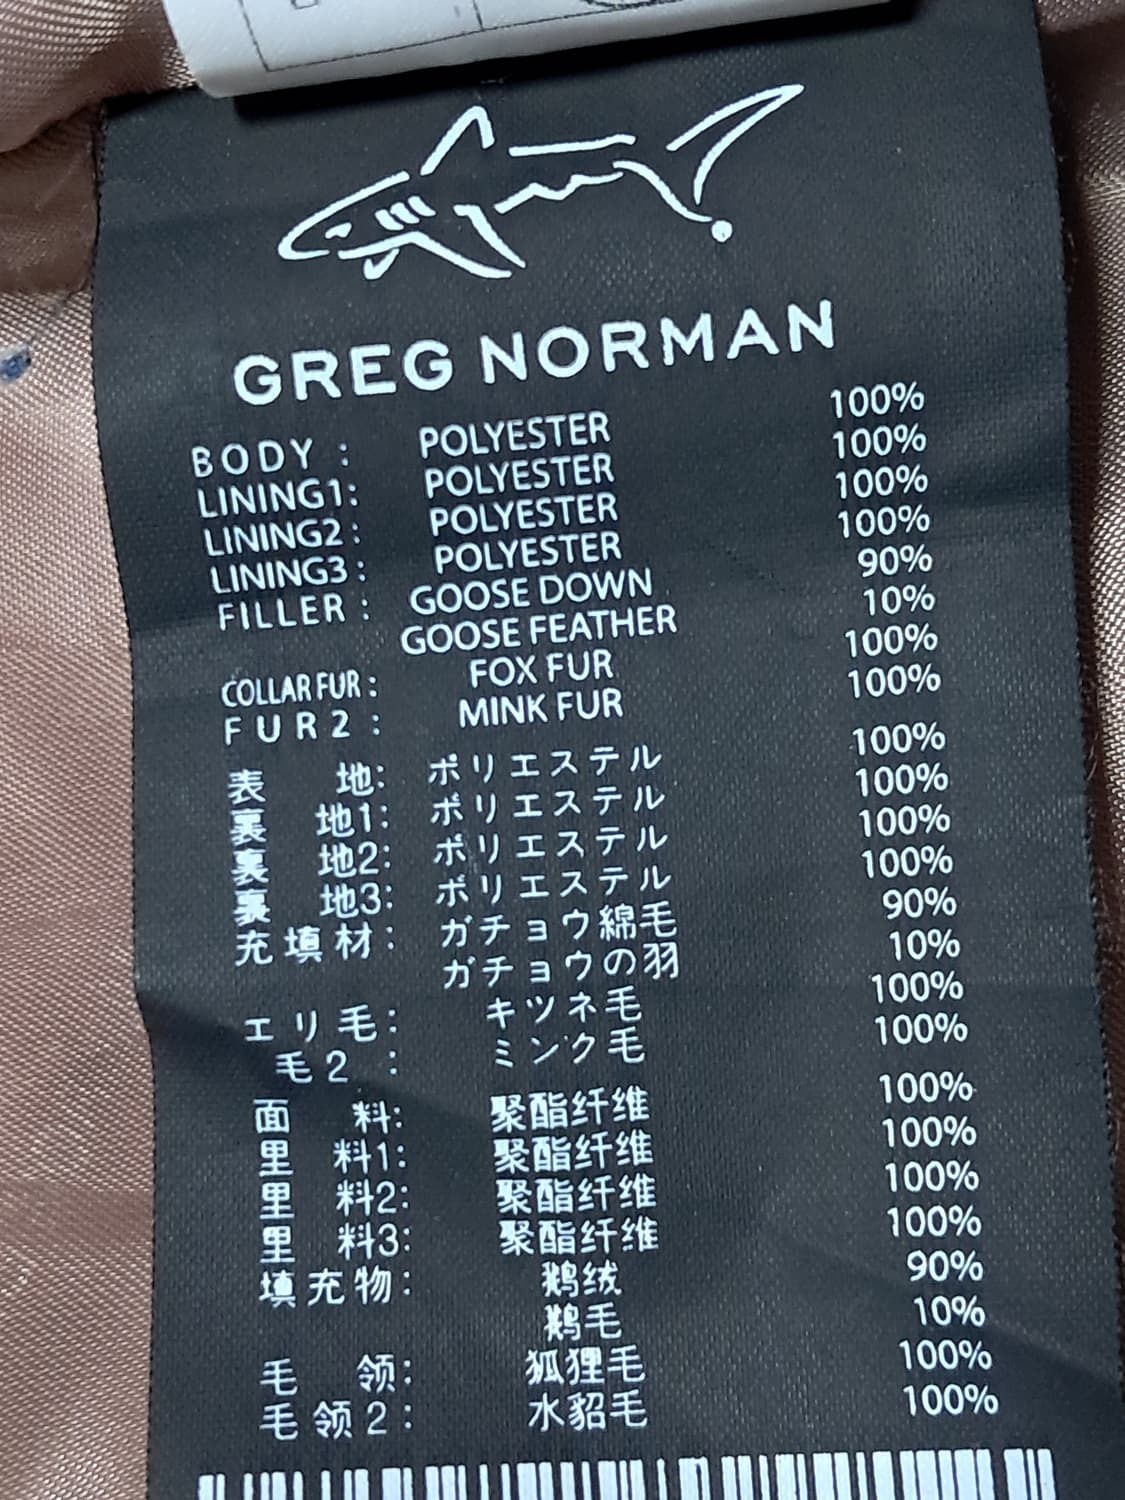 GREG NORMAN
BODY : POLYESTER 100%
LINING1: POLYESTER 100%
LINING2: POLYESTER 100%
LINING3: POLYESTER 100%
FILLER : GOOSE DOWN 90%
GOOSE FEATHER 10%
COLLAR FUR : FOX FUR 100%
FUR2 : MINK FUR 100%
表 地: ポリエステル 100%
裏 地1: ポリエステル 100%
裏 地2: ポリエステル 100%
裏 地3: ポリエステル 100%
充填材: ガチョウ綿毛 90%
ガチョウの羽 10%
エリ毛: キツネ毛 100%
毛2 : ミンク毛 100%
面 料: 聚酯纤维 100%
里 料1: 聚酯纤维 100%
里 料2: 聚酯纤维 100%
里 料3: 聚酯纤维 100%
填充物: 鹅绒 90%
鹅毛 10%
毛 领: 狐狸毛 100%
毛领2: 水貂毛 100%